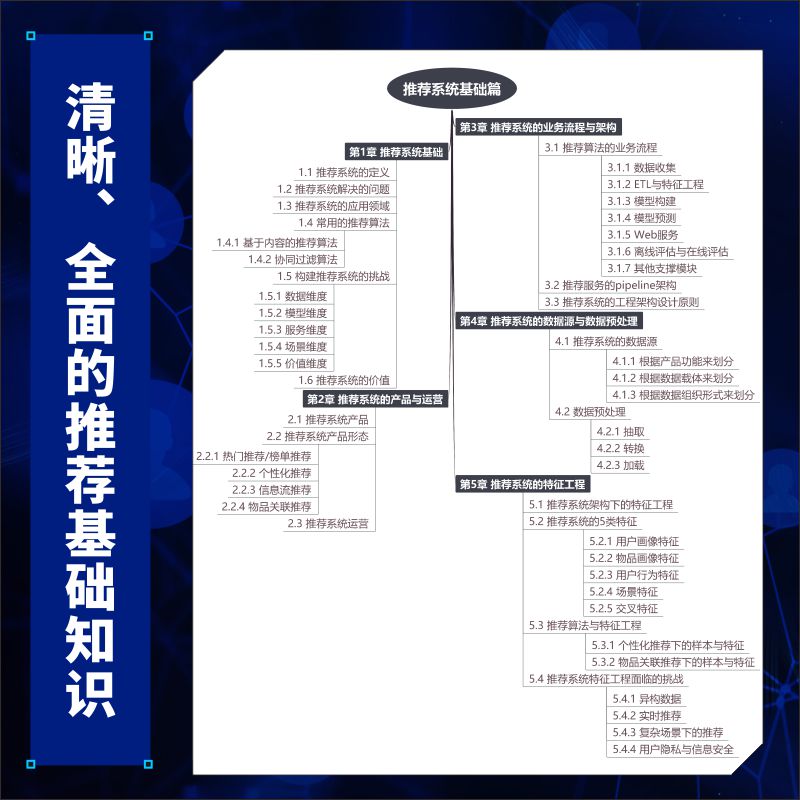 清晰、全面的推荐基础知识
推荐系统基础篇
第1章 推荐系统基础
1.1 推荐系统的定义
1.2 推荐系统解决的问题
1.3 推荐系统的应用领域
1.4 常用的推荐算法
1.4.1 基于内容的推荐算法
1.4.2 协同过滤算法
1.5 构建推荐系统的挑战
1.5.1 数据维度
1.5.2 模型维度
1.5.3 服务维度
1.5.4 场景维度
1.5.5 价值维度
1.6 推荐系统的价值
第2章 推荐系统的产品与运营
2.1 推荐系统产品
2.2 推荐系统产品形态
2.2.1 热门推荐/榜单推荐
2.2.2 个性化推荐
2.2.3 信息流推荐
2.2.4 物品关联推荐
2.3 推荐系统运营
第3章 推荐系统的业务流程与架构
3.1 推荐算法的业务流程
3.1.1 数据收集
3.1.2 ETL与特征工程
3.1.3 模型构建
3.1.4 模型预测
3.1.5 Web服务
3.1.6 离线评估与在线评估
3.1.7 其他支撑模块
3.2 推荐服务的pipeline架构
3.3 推荐系统的工程架构设计原则
第4章 推荐系统的数据源与数据预处理
4.1 推荐系统的数据源
4.1.1 根据产品功能来划分
4.1.2 根据数据载体来划分
4.1.3 根据数据组织形式来划分
4.2 数据预处理
4.2.1 抽取
4.2.2 转换
4.2.3 加载
第5章 推荐系统的特征工程
5.1 推荐系统架构下的特征工程
5.2 推荐系统的5类特征
5.2.1 用户画像特征
5.2.2 物品画像特征
5.2.3 用户行为特征
5.2.4 场景特征
5.2.5 交叉特征
5.3 推荐算法与特征工程
5.3.1 个性化推荐下的样本与特征
5.3.2 物品关联推荐下的样本与特征
5.4 推荐系统特征工程面临的挑战
5.4.1 异构数据
5.4.2 实时推荐
5.4.3 复杂场景下的推荐
5.4.4 用户隐私与信息安全